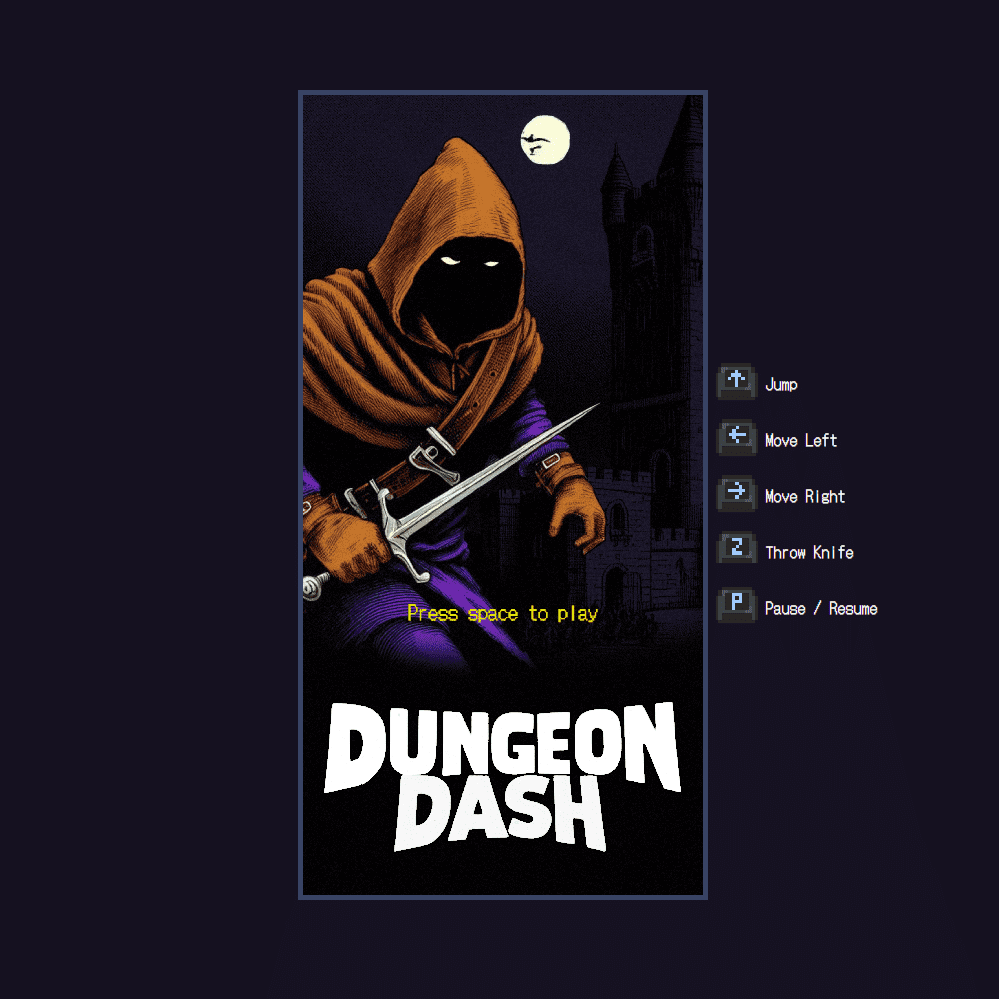 ↑ Jump
← Move Left
→ Move Right
Z Throw Knife
P Pause / Resume
Press space to play
DUNGEON
DASH